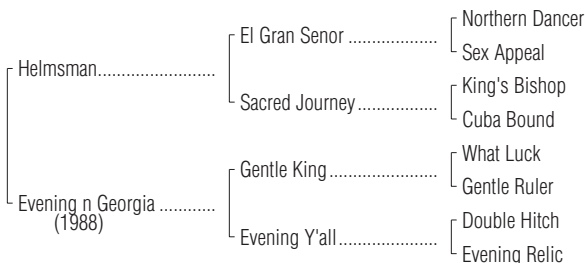 Northern Dancer
El Gran Senor ...................
Sex Appeal
Helmsman.........................
King's Bishop
Sacred Journey .................
Cuba Bound
What Luck
Gentle King.......................
Gentle Ruler
Evening n Georgia ............
(1988)
Double Hitch
Evening Y'all.....................
Evening Relic